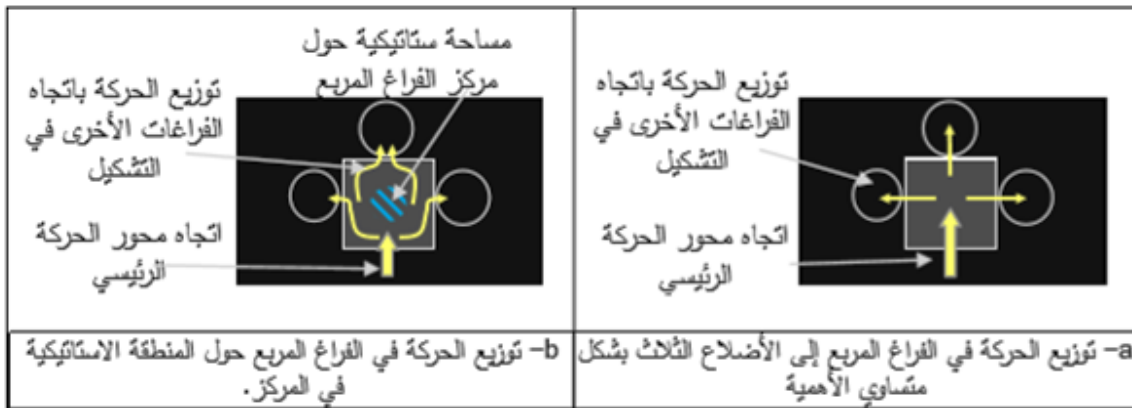 توزيع الحركة باتجاه
الفراغات الأخرى في
التشكيل
اتجاه محور الحركة
الرئيسي
a- توزيع الحركة في الفراغ المربع إلى الأضلاع الثلاث بشكل
متساوي الأهمية
مساحة ستاتيكية حول
مركز الفراغ المربع
توزيع الحركة باتجاه
الفراغات الأخرى في
التشكيل
اتجاه محور الحركة
الرئيسي
b- توزيع الحركة في الفراغ المربع حول المنطقة الاستاتيكية
في المركز.